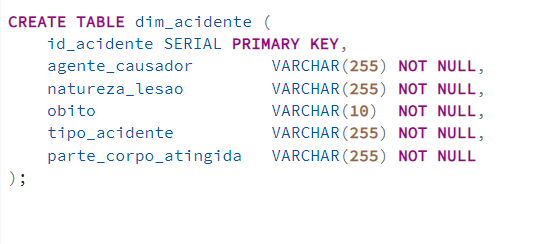 CREATE TABLE dim_acidente (
    id_acidente SERIAL PRIMARY KEY,
    agente_causador        VARCHAR(255) NOT NULL,
    natureza_lesao         VARCHAR(255) NOT NULL,
    obito                  VARCHAR(10)  NOT NULL,
    tipo_acidente          VARCHAR(255) NOT NULL,
    parte_corpo_atingida   VARCHAR(255) NOT NULL
);